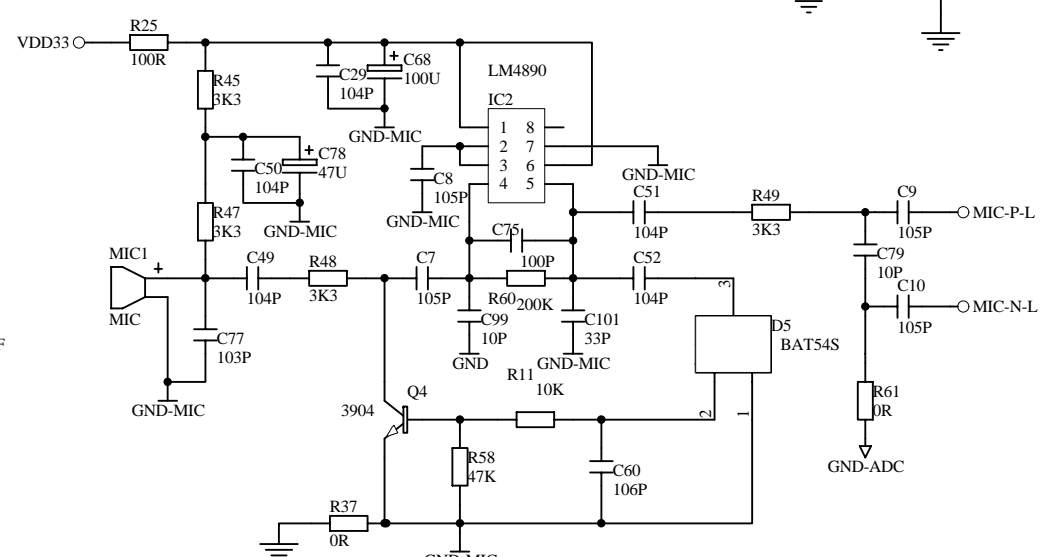 R25
VDD33
100R
C68
100U
C29
104P
LM4890
R45
3K3
IC2
GND-MIC
1 8
2 7
3 6
4 5
C78
47U
C50
104P
C8
105P
GND-MIC
GND-MIC
C51
104P
R49
3K3
C9
105P
MIC-P-L
R47
3K3
GND-MIC
C75
100P
MIC1
MIC
C49
104P
R48
3K3
C7
105P
R60
200K
C52
104P
3
C79
10P
C10
105P
MIC-N-L
C77
103P
C99
10P
GND
C101
33P
GND-MIC
D5
BAT54S
R11
10K
GND-MIC
Q4
3904
2
1
R61
0R
R58
47K
C60
106P
GND-ADC
R37
0R